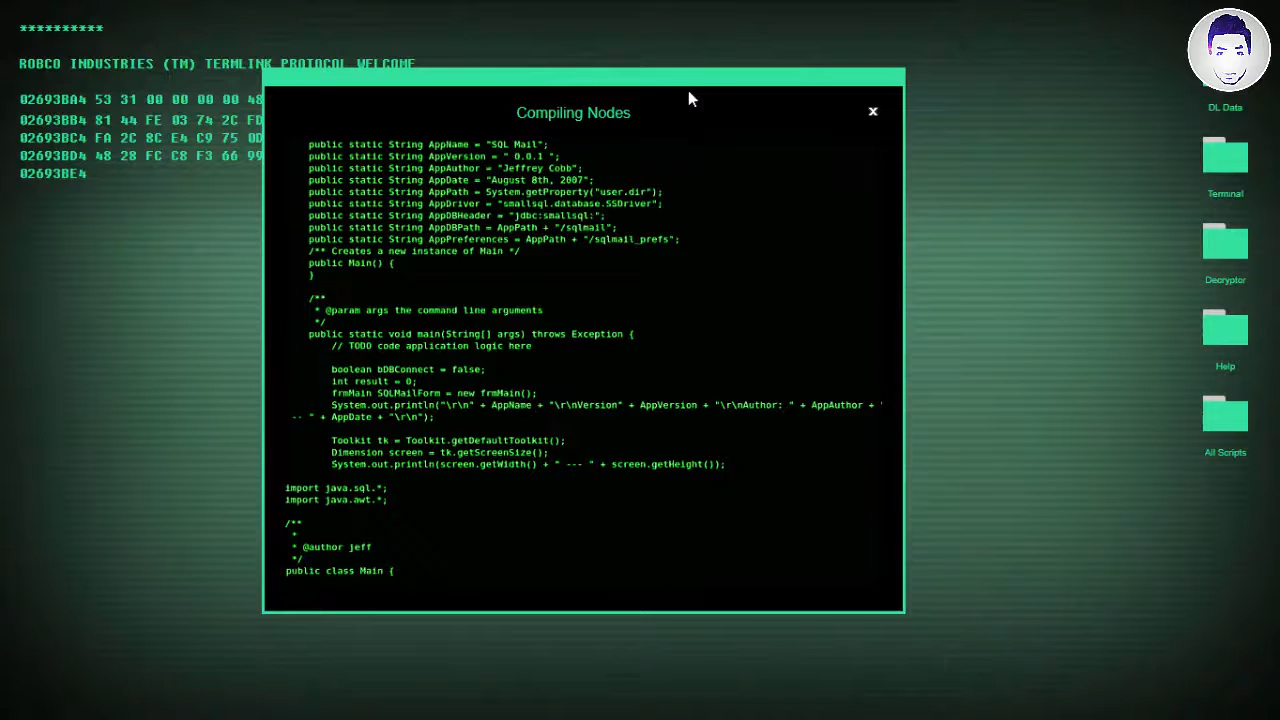 **********
ROBCO INDUSTRIES (TM) TERMLINK PROTOCOL WELCOME
02693BA4 53 31 00 00 00 00 48
02693BB4 81 44 FE 03 74 2C FD
02693BC4 FA 2C 8C E4 C9 75 0D
02693BD4 48 28 FC C8 F3 66 99
02693BE4
Compiling Nodes
x
public static String AppName = "SQL Mail";
public static String AppVersion = " 0.0.1 ";
public static String AppAuthor = "Jeffrey Cobb";
public static String AppDate = "August 8th, 2007";
public static String AppPath = System.getProperty("user.dir");
public static String AppDriver = "smallsql.database.SSDriver";
public static String AppDBHeader = "jdbc:smallsql:";
public static String AppDBPath = AppPath + "/sqlmail";
public static String AppPreferences = AppPath + "/sqlmail_prefs";
/** Creates a new instance of Main */
public Main() {
}
/**
* @param args the command line arguments
*/
public static void main(String[] args) throws Exception {
// TODO code application logic here
boolean bDBConnect = false;
int result = 0;
frmMain SQLMailForm = new frmMain();
System.out.println("\r\n" + AppName + "\r\nVersion" + AppVersion + "\r\nAuthor: " + AppAuthor + "
-- " + AppDate + "\r\n");
Toolkit tk = Toolkit.getDefaultToolkit();
Dimension screen = tk.getScreenSize();
System.out.println(screen.getWidth() + " --- " + screen.getHeight());
import java.sql.*;
import java.awt.*;
/**
*
* @author jeff
*/
public class Main {
DL Data
Terminal
Decryptor
Help
All Scripts